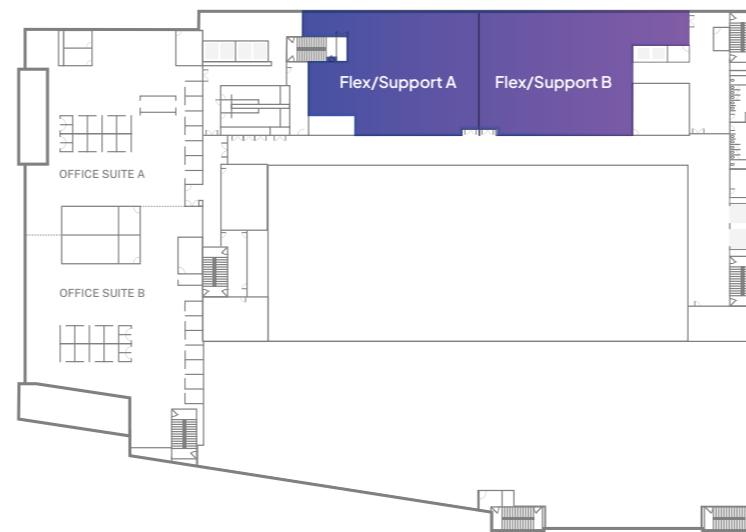 Flex/Support A
Flex/Support B
OFFICE SUITE A
OFFICE SUITE B